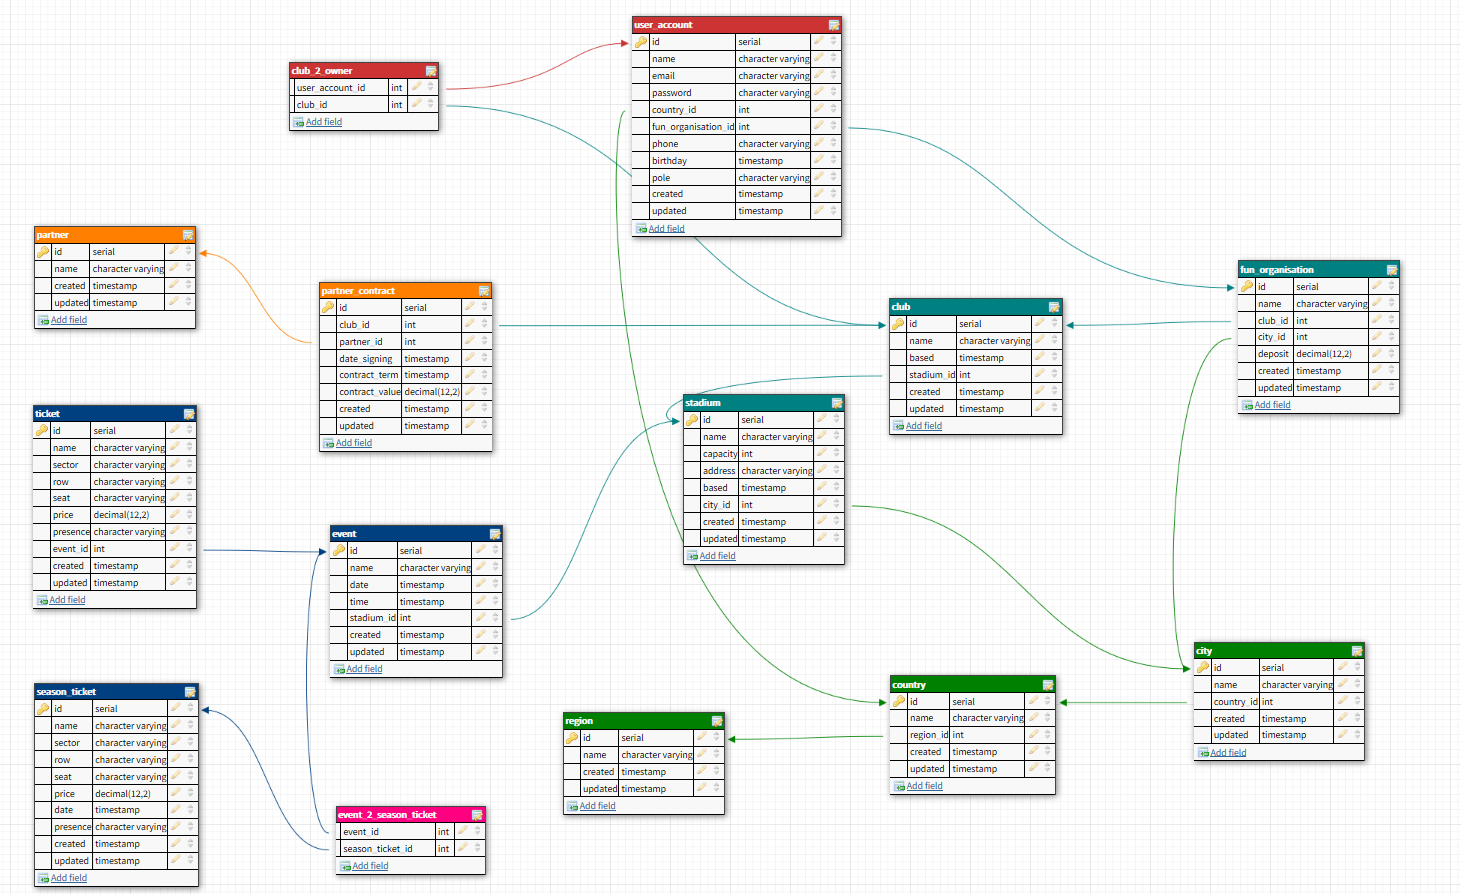 user_account
id serial
name character varying
email character varying
password character varying
country_id int
fun_organisation_id int
phone character varying
birthday timestamp
pole character varying
created timestamp
updated timestamp
Add field
club_2_owner
user_account_id int
club_id int
Add field
partner
id serial
name character varying
created timestamp
updated timestamp
Add field
partner_contract
id serial
club_id int
partner_id int
date_signing timestamp
contract_term timestamp
contract_value decimal(12,2)
created timestamp
updated timestamp
Add field
club
id serial
name character varying
based timestamp
stadium_id int
created timestamp
updated timestamp
Add field
fun_organisation
id serial
name character varying
club_id int
city_id int
deposit decimal(12,2)
created timestamp
updated timestamp
Add field
ticket
id serial
name character varying
sector character varying
row character varying
seat character varying
price decimal(12,2)
presence character varying
event_id int
created timestamp
updated timestamp
Add field
stadium
id serial
name character varying
capacity int
address character varying
based timestamp
city_id int
created timestamp
updated timestamp
Add field
event
id serial
name character varying
date timestamp
time timestamp
stadium_id int
created timestamp
updated timestamp
Add field
city
id serial
name character varying
country_id int
created timestamp
updated timestamp
Add field
country
id serial
name character varying
region_id int
created timestamp
updated timestamp
Add field
season_ticket
id serial
name character varying
sector character varying
row character varying
seat character varying
price decimal(12,2)
date timestamp
presence character varying
created timestamp
updated timestamp
Add field
region
id serial
name character varying
created timestamp
updated timestamp
Add field
event_2_season_ticket
event_id int
season_ticket_id int
Add field